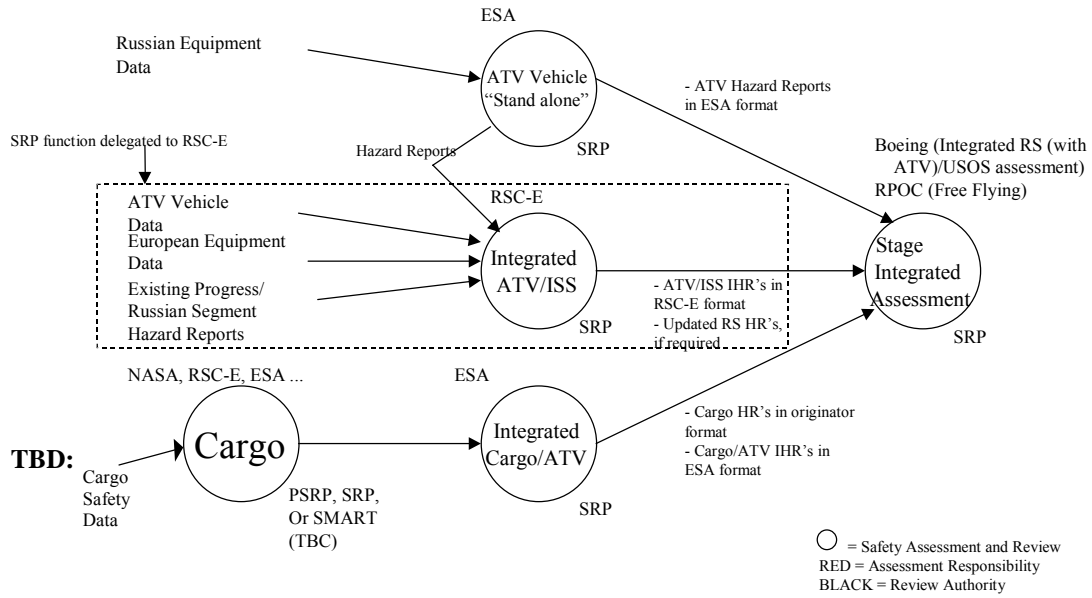 ESA
Russian Equipment
Data
ATV Vehicle
“Stand alone”
- ATV Hazard Reports
in ESA format
SRP
SRP function delegated to RSC-E
Hazard Reports
Boeing (Integrated RS (with
ATV)/USOS assessment)
RPOC (Free Flying)
RSC-E
ATV Vehicle
Data
European Equipment
Data
Existing Progress/
Russian Segment
Hazard Reports
Integrated
ATV/ISS
SRP
- ATV/ISS IHR's in
RSC-E format
- Updated RS HR's,
if required
Stage
Integrated
Assessment
SRP
NASA, RSC-E, ESA ...
ESA
TBD:
Cargo
Safety
Data
Cargo
PSRP, SRP,
Or SMART
(TBC)
Integrated
Cargo/ATV
SRP
- Cargo HR's in originator
format
- Cargo/ATV IHR's in
ESA format
= Safety Assessment and Review
RED = Assessment Responsibility
BLACK = Review Authority